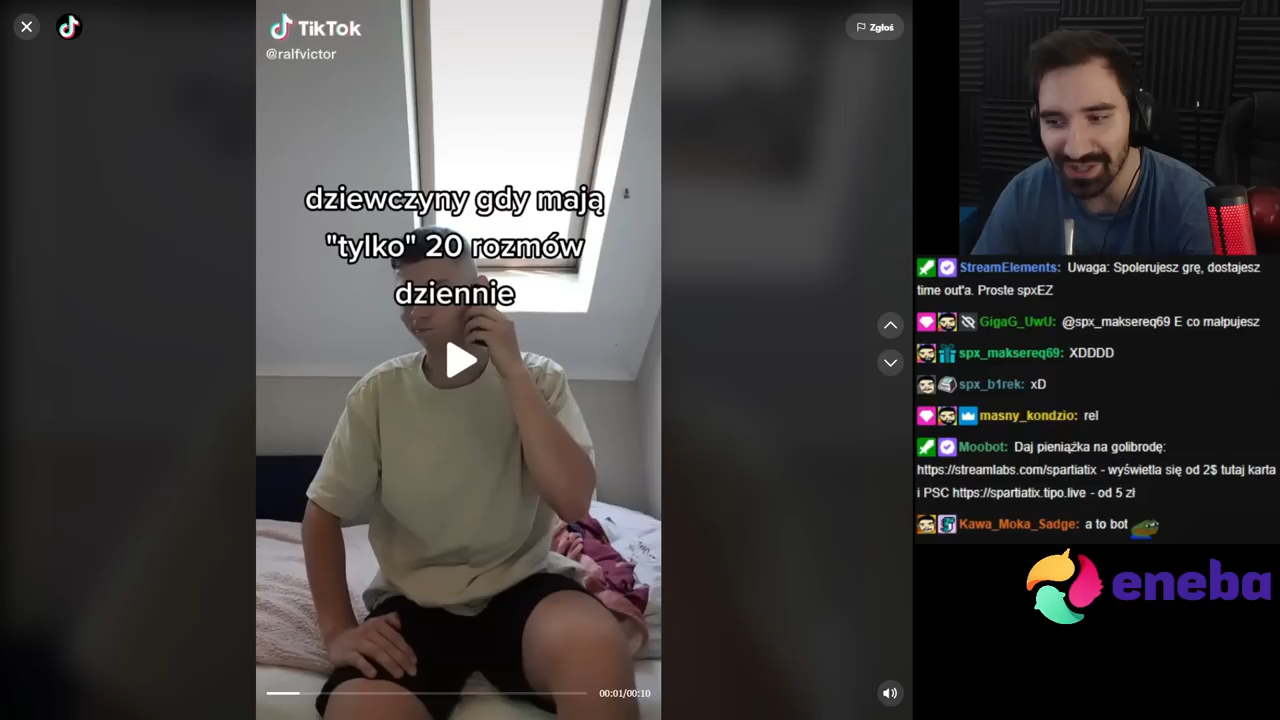 TikTok
@ralfvictor
Zgłoś
dziewczyny gdy mają
"tylko" 20 rozmów
dziennie
00:01/00:10
StreamElements: Uwaga: Spolerujesz grę, dostajesz
time out'a. Proste spxEZ
GigaG_UwU: @spx_maksereq69 E co małpujesz
spx_maksereq69: XDDDD
spx_b1rek: xD
masny_kondzio: rel
Moobot: Daj pieniążka na golibrodę:
https://streamlabs.com/spartiatix - wyświetla się od 2$ tutaj karta
i PSC https://spartiatix.tipo.live - od 5 zł
Kawa_Moka_Sadge: a to bot
eneba